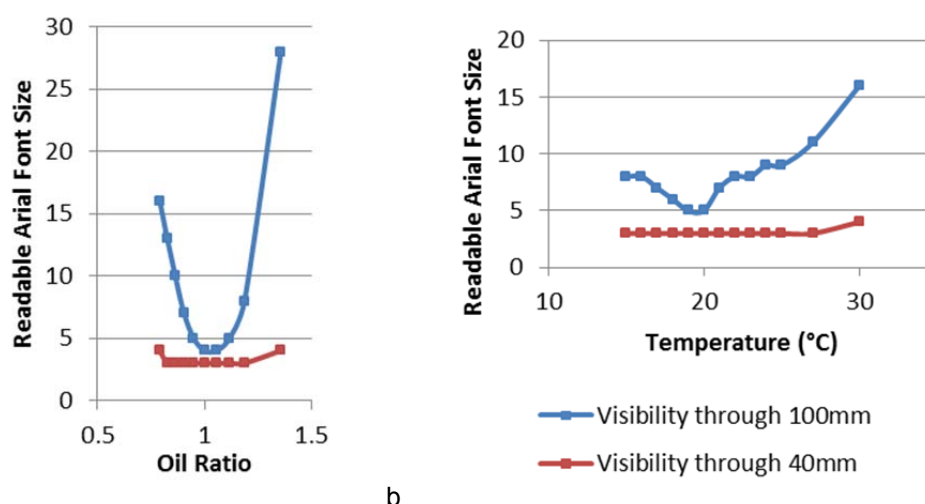 Readable Arial Font Size
30
25
20
15
10
5
0
0.5
1
1.5
Oil Ratio
Readable Arial Font Size
20
15
10
5
0
10
20
30
Temperature (°C)
Visibility through 100mm
Visibility through 40mm
b